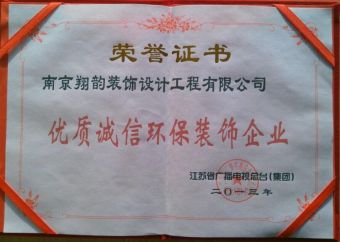 荣誉证书
南京翔韵装饰设计工程有限公司
优质诚信环保装饰企业
江苏省广播电视总台(集团)
二〇一三年